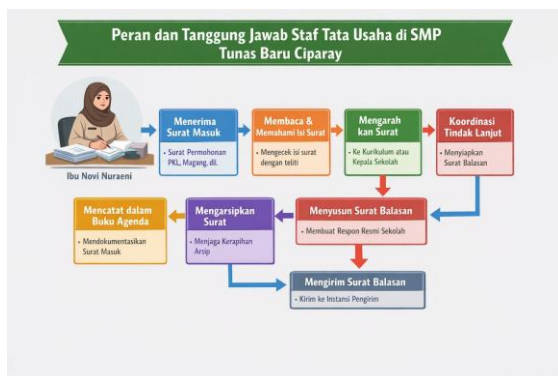 Peran dan Tanggung Jawab Staf Tata Usaha di SMP
Tunas Baru Ciparay
Ibu Novi Nuraeni
Menerima
Surat Masuk
• Surat Permohonan
PKL, Magang, dll.
Membaca &
Memahami Isi Surat
• Mengecek isi surat
dengan teliti
Mengarah
kan Surat
• Ke Kurikulum atau
Kepala Sekolah
Koordinasi
Tindak Lanjut
• Menyiapkan
Surat Balasan
Mencatat dalam
Buku Agenda
• Mendokumentasikan
Surat Masuk
Mengarsipkan
Surat
• Menjaga Kerapihan
Arsip
Menyusun Surat Balasan
• Membuat Respon Resmi
Sekolah
Mengirim Surat Balasan
• Kirim ke Instansi Pengirim